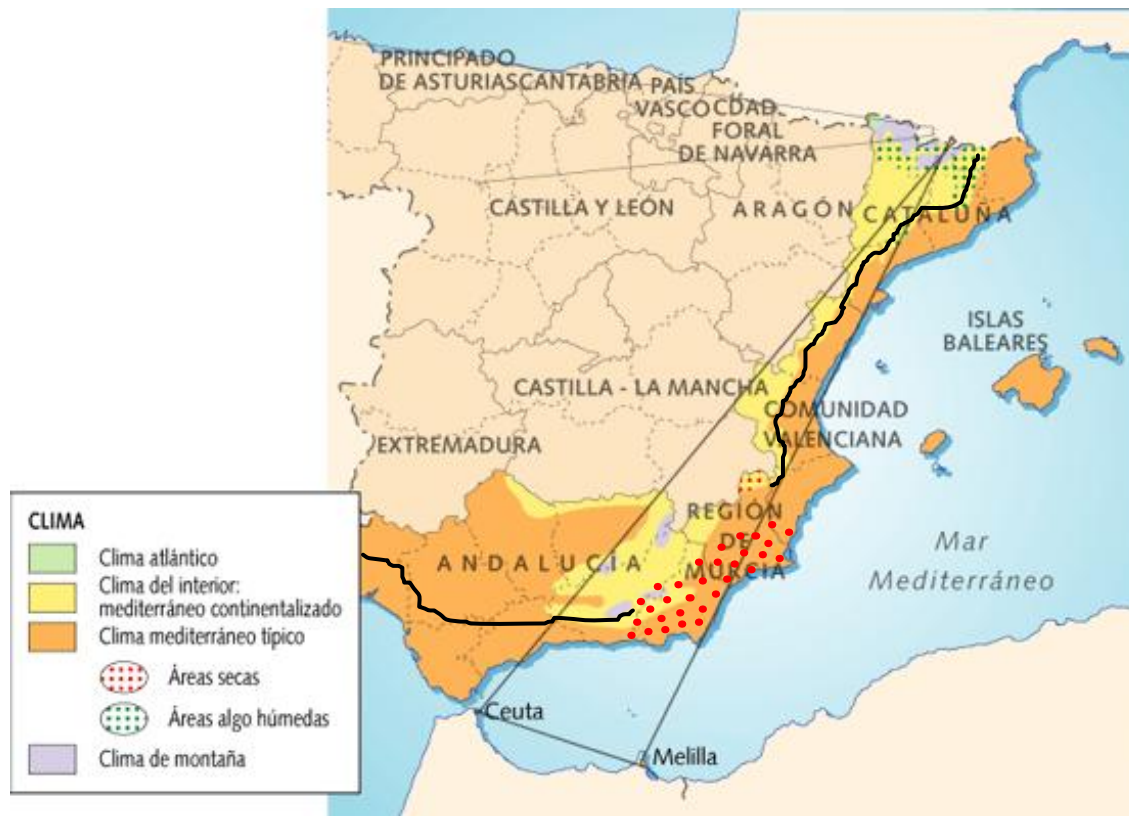 PRINCIPADO
DE ASTURIAS
CANTABRIA
PAÍS
VASCO
CDAD.
FORAL
DE NAVARRA
CASTILLA Y LEÓN
ARAGÓN
CATALUÑA
ISLAS
BALEARES
CASTILLA - LA MANCHA
COMUNIDAD
VALENCIANA
EXTREMADURA
REGIÓN
DE
MURCIA
ANDALUCÍA
Mar
Mediterráneo
Ceuta
Melilla
CLIMA
Clima atlántico
Clima del interior:
mediterráneo continentalizado
Clima mediterráneo típico
Áreas secas
Áreas algo húmedas
Clima de montaña